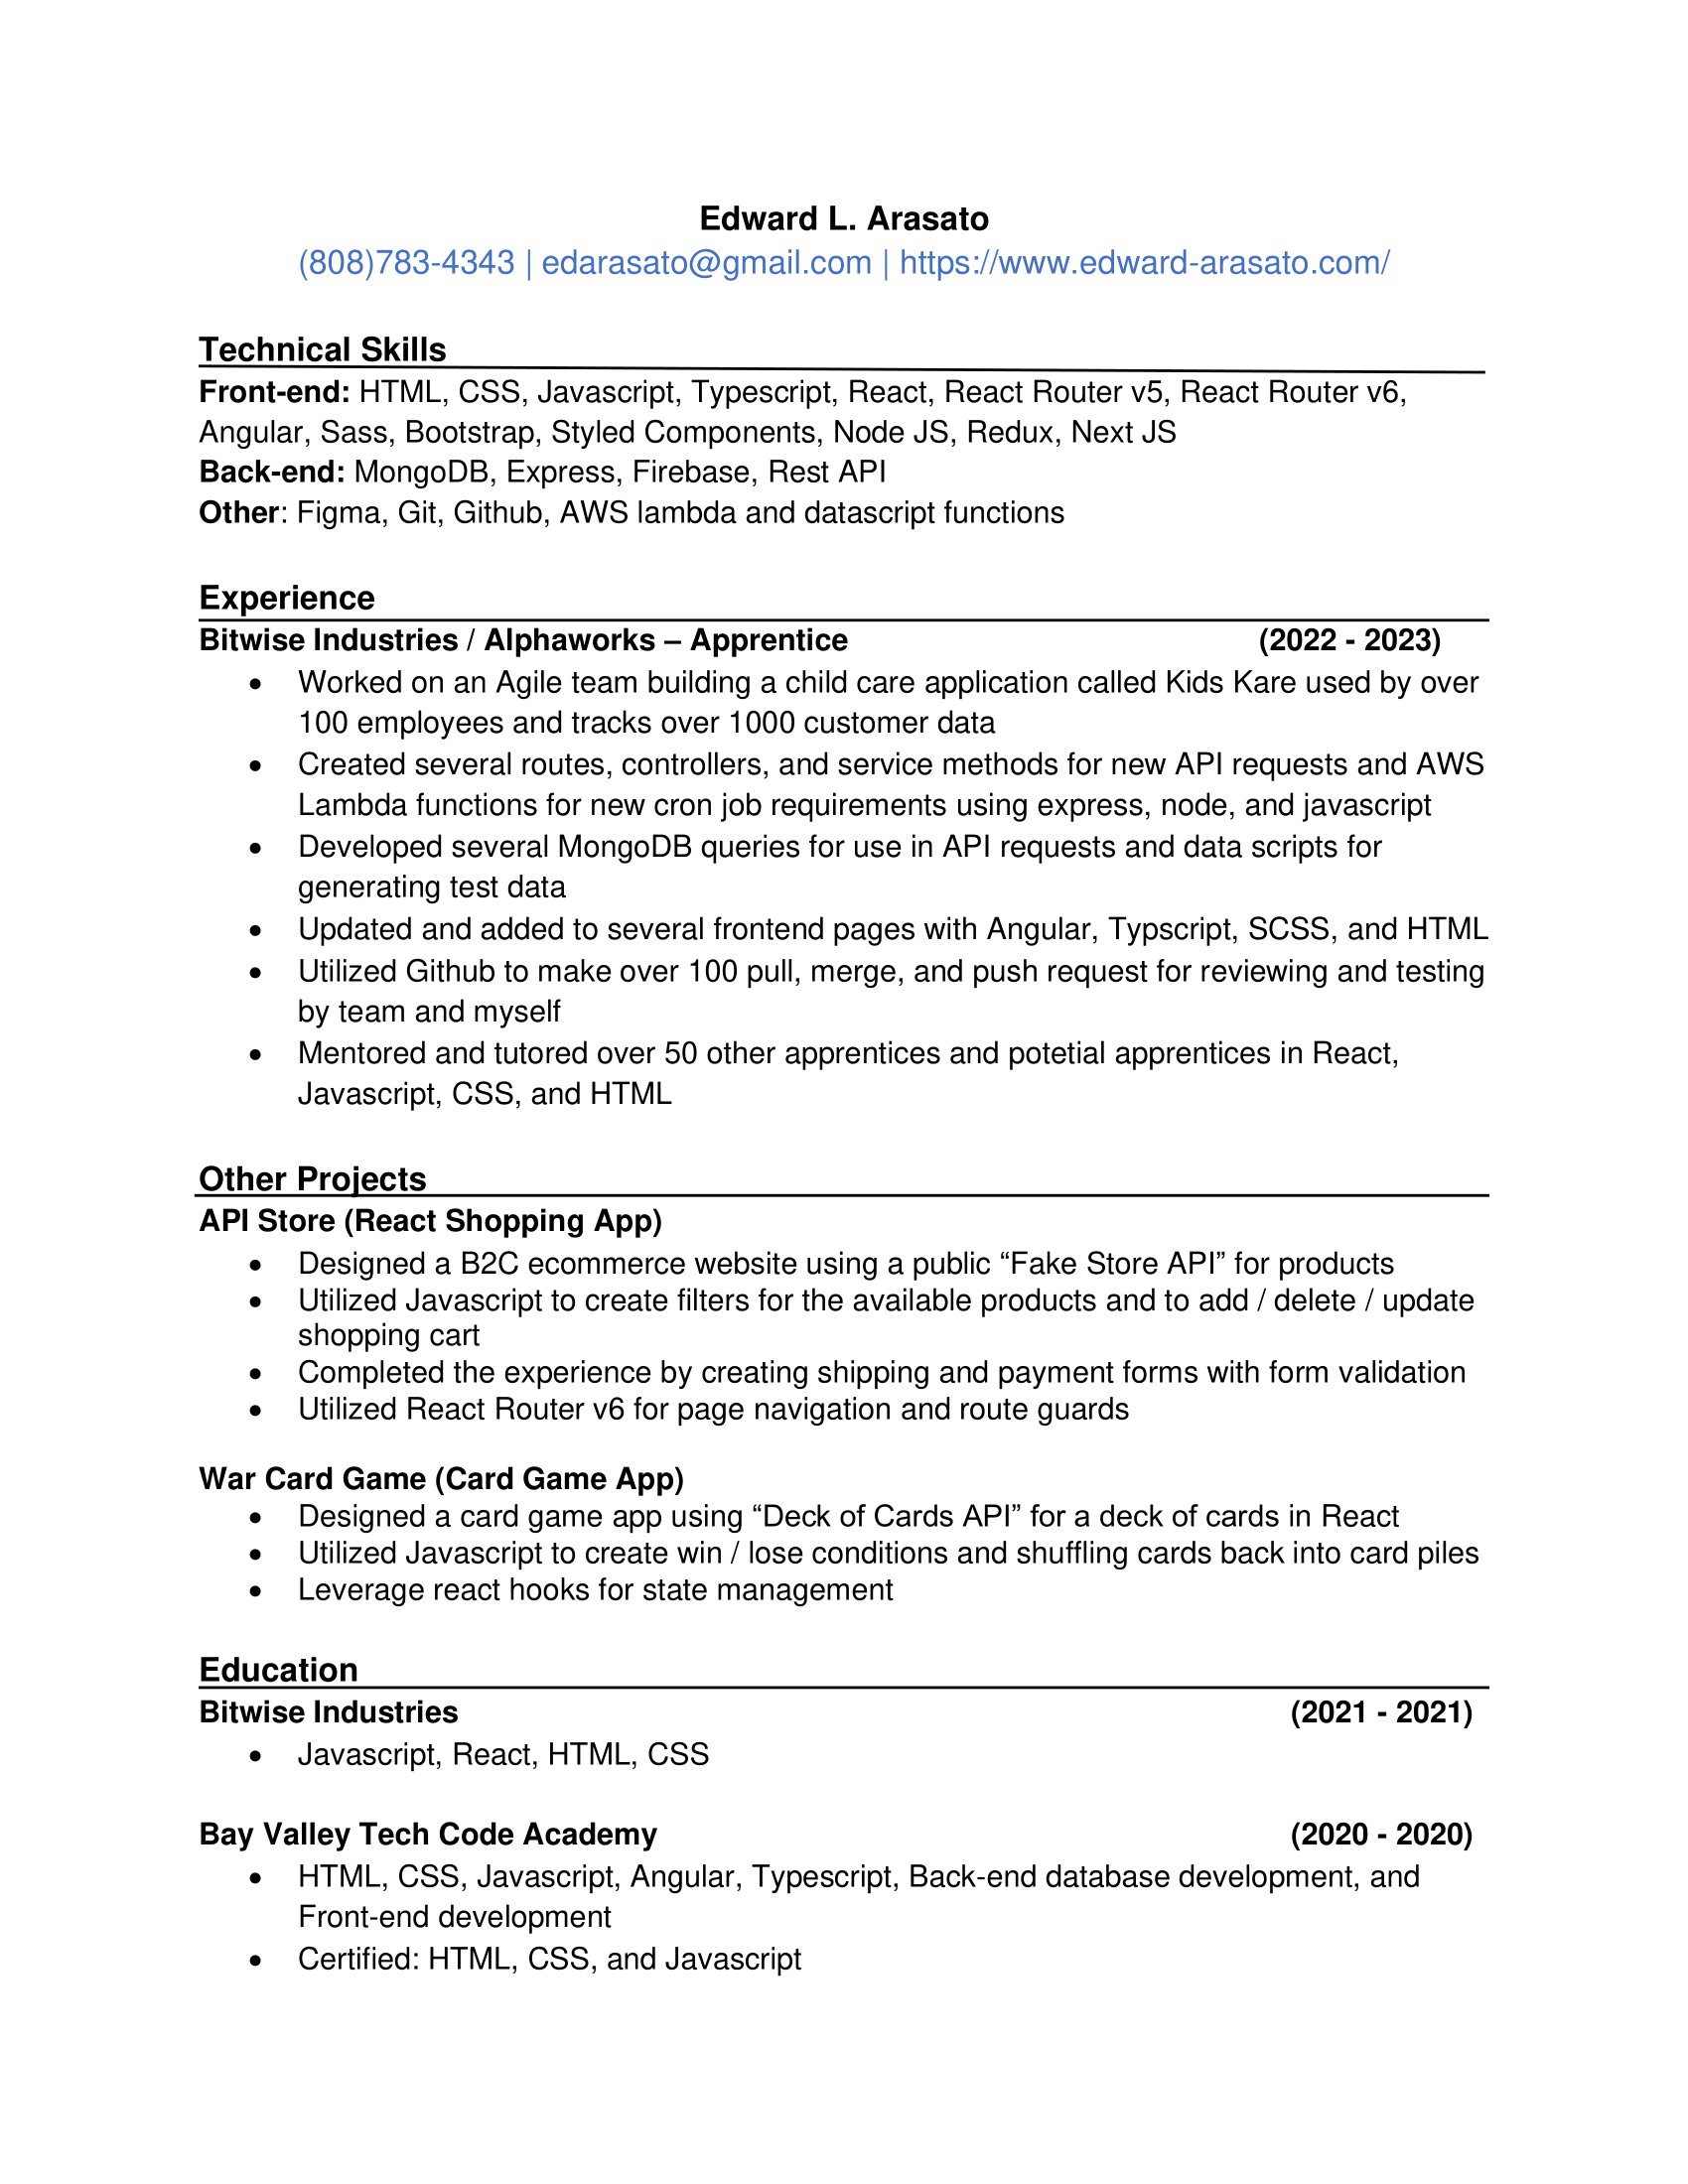 Edward L. Arasato
(808)783-4343 | edarasato@gmail.com | https://www.edward-arasato.com/
Technical Skills
Front-end: HTML, CSS, Javascript, Typescript, React, React Router v5, React Router v6,
Angular, Sass, Bootstrap, Styled Components, Node JS, Redux, Next JS
Back-end: MongoDB, Express, Firebase, Rest API
Other: Figma, Git, Github, AWS lambda and datascript functions
Experience
Bitwise Industries / Alphaworks – Apprentice (2022 - 2023)
• Worked on an Agile team building a child care application called Kids Kare used by over
100 employees and tracks over 1000 customer data
• Created several routes, controllers, and service methods for new API requests and AWS
Lambda functions for new cron job requirements using express, node, and javascript
• Developed several MongoDB queries for use in API requests and data scripts for
generating test data
• Updated and added to several frontend pages with Angular, Typscript, SCSS, and HTML
• Utilized Github to make over 100 pull, merge, and push request for reviewing and testing
by team and myself
• Mentored and tutored over 50 other apprentices and potetial apprentices in React,
Javascript, CSS, and HTML
Other Projects
API Store (React Shopping App)
• Designed a B2C ecommerce website using a public “Fake Store API” for products
• Utilized Javascript to create filters for the available products and to add / delete / update
shopping cart
• Completed the experience by creating shipping and payment forms with form validation
• Utilized React Router v6 for page navigation and route guards
War Card Game (Card Game App)
• Designed a card game app using “Deck of Cards API” for a deck of cards in React
• Utilized Javascript to create win / lose conditions and shuffling cards back into card piles
• Leverage react hooks for state management
Education
Bitwise Industries (2021 - 2021)
• Javascript, React, HTML, CSS
Bay Valley Tech Code Academy (2020 - 2020)
• HTML, CSS, Javascript, Angular, Typescript, Back-end database development, and
Front-end development
• Certified: HTML, CSS, and Javascript